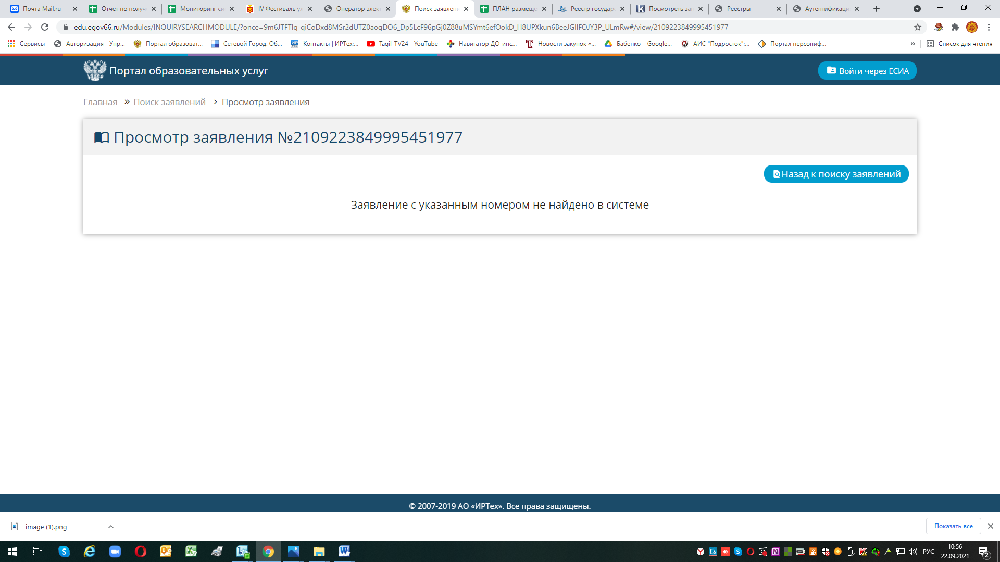 Почта Mail.ru
Отчет по получ
Мониторинг си
IV Фестиваль ул
Оператор элект
Поиск заявлени
ПЛАН размеще
Реестр государс
Посмотреть зап
Реестры
Аутентификаци
edu.egov66.ru/Modules/INQUIRYSEARCHMODULE/?once=9m6JTFTlq-qiCoDxd8MSr2dUTZ0aogDO6_Dp5LcF96pGj0Z88uMSYmt6efOokD_H8UPXkun6BeeJGIIFOJY3P_ULmRw#/view/2109223849995451977
Сервисы
Авторизация - Упр...
Портал образоват...
Сетевой Город. Об...
Контакты | ИРТех:...
Tagil-TV24 - YouTube
Навигатор ДО-инс...
Новости закупок «...
Бабенко – Google...
АИС "Подросток":...
Портал персониф...
»
Список для чтения
Портал образовательных услуг
Войти через ЕСИА
Главная » Поиск заявлений > Просмотр заявления
Просмотр заявления №2109223849995451977
Назад к поиску заявлений
Заявление с указанным номером не найдено в системе
© 2007-2019 АО «ИРТех». Все права защищены.
image (1).png
Показать все
РУС
10:56
22.09.2021
2